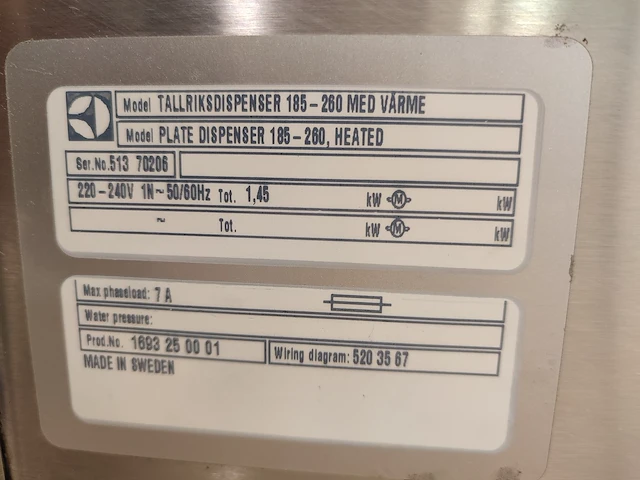 Model TALLRIKSDISPENSER 185-260 MED VÄRME
Model PLATE DISPENSER 185-260, HEATED
Ser.No. 513 70206
220-240V 1N~50/60Hz Tot. 1,45 kW M kW
~ Tot. kW M kW
Max phaseload: 7 A
Water pressure:
Prod.No. 1693 25 00 01 Wiring diagram: 520 35 67
MADE IN SWEDEN